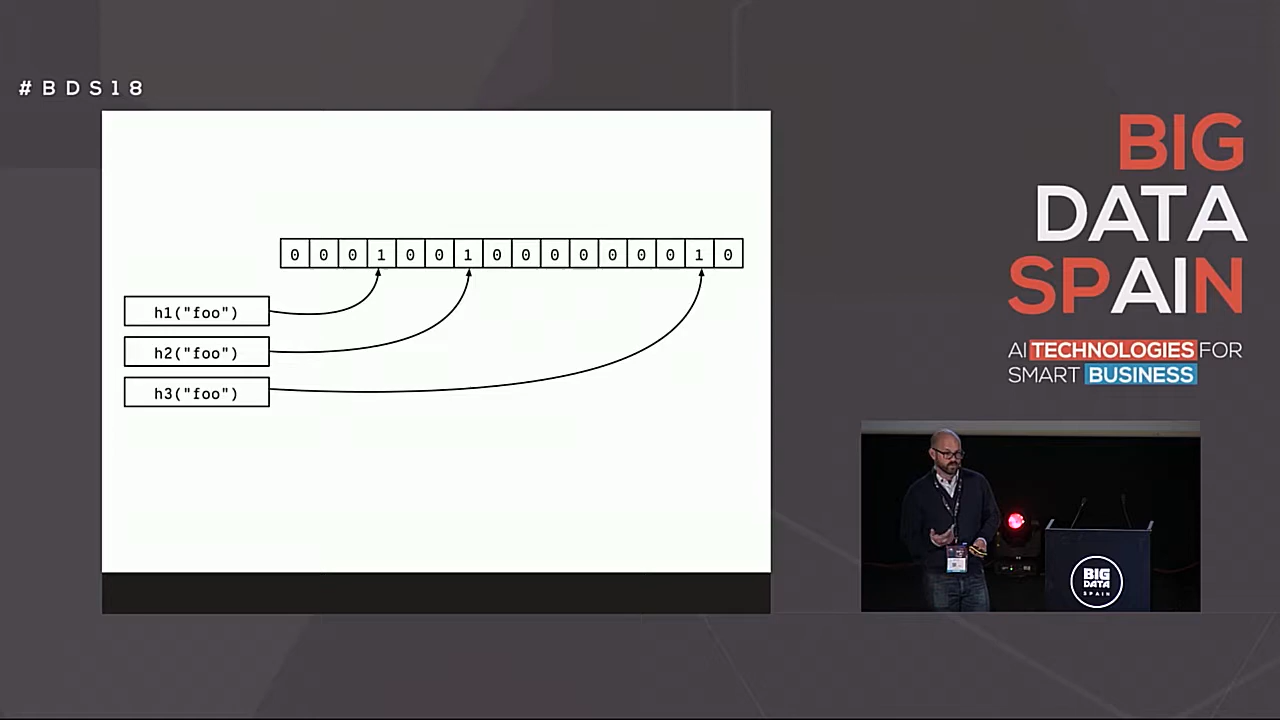 #BDS18
0 0 0 1 0 0 1 0 0 0 0 0 0 0 1 0
h1("foo")
h2("foo")
h3("foo")
BIG
DATA
SPAIN
AI TECHNOLOGIES FOR
SMART BUSINESS
BIG
DATA
SPAIN